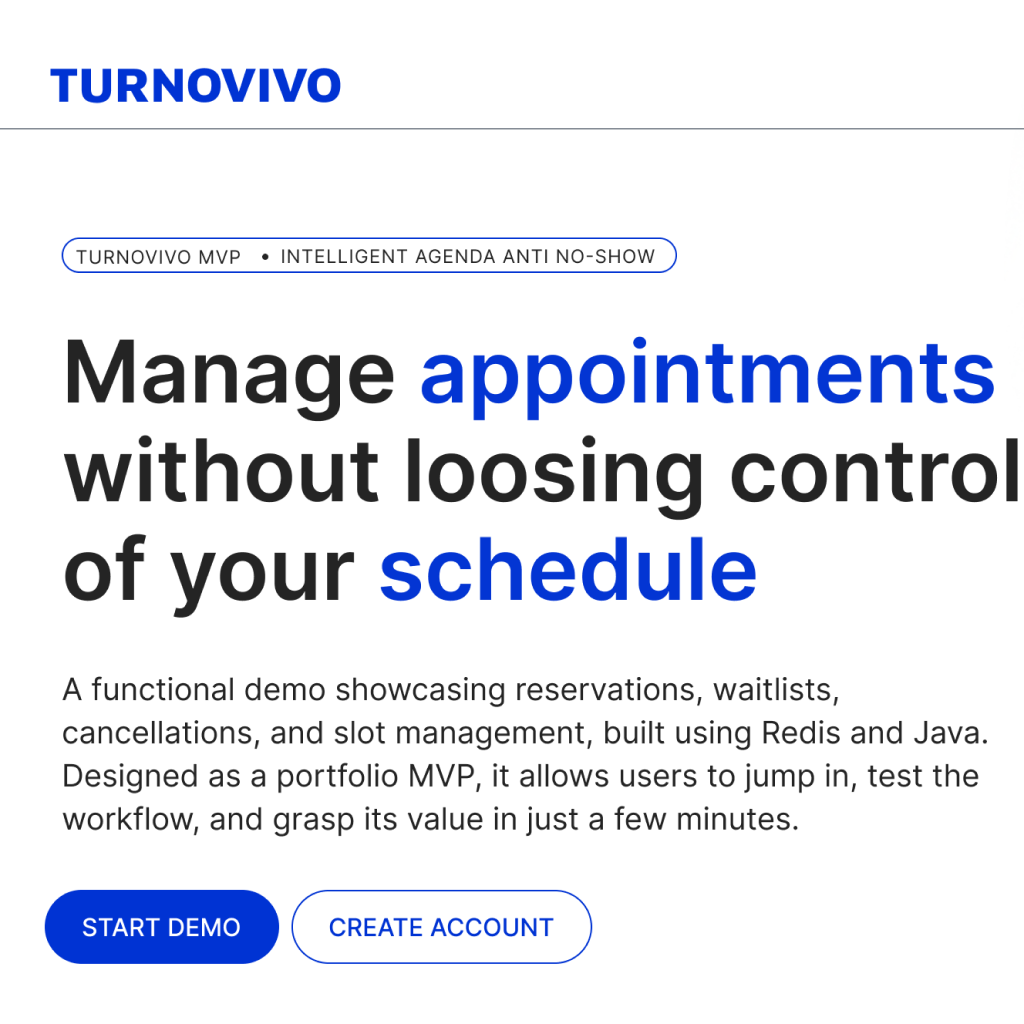 TURNOVIVO
TURNOVIVO MVP • INTELLIGENT AGENDA ANTI NO-SHOW
Manage appointments
without loosing control
of your schedule
A functional demo showcasing reservations, waitlists,
cancellations, and slot management, built using Redis and Java.
Designed as a portfolio MVP, it allows users to jump in, test the
workflow, and grasp its value in just a few minutes.
START DEMO CREATE ACCOUNT